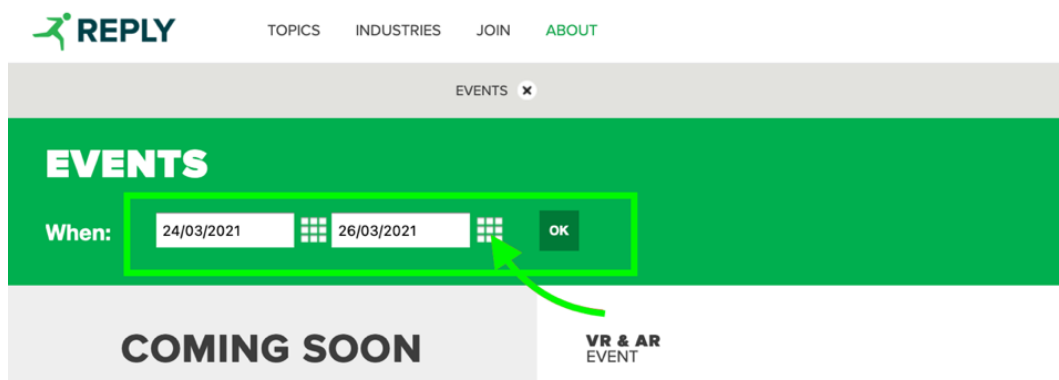 REPLY TOPICS INDUSTRIES JOIN ABOUT
EVENTS
EVENTS
When: 24/03/2021 26/03/2021 OK
COMING SOON
VR & AR
EVENT